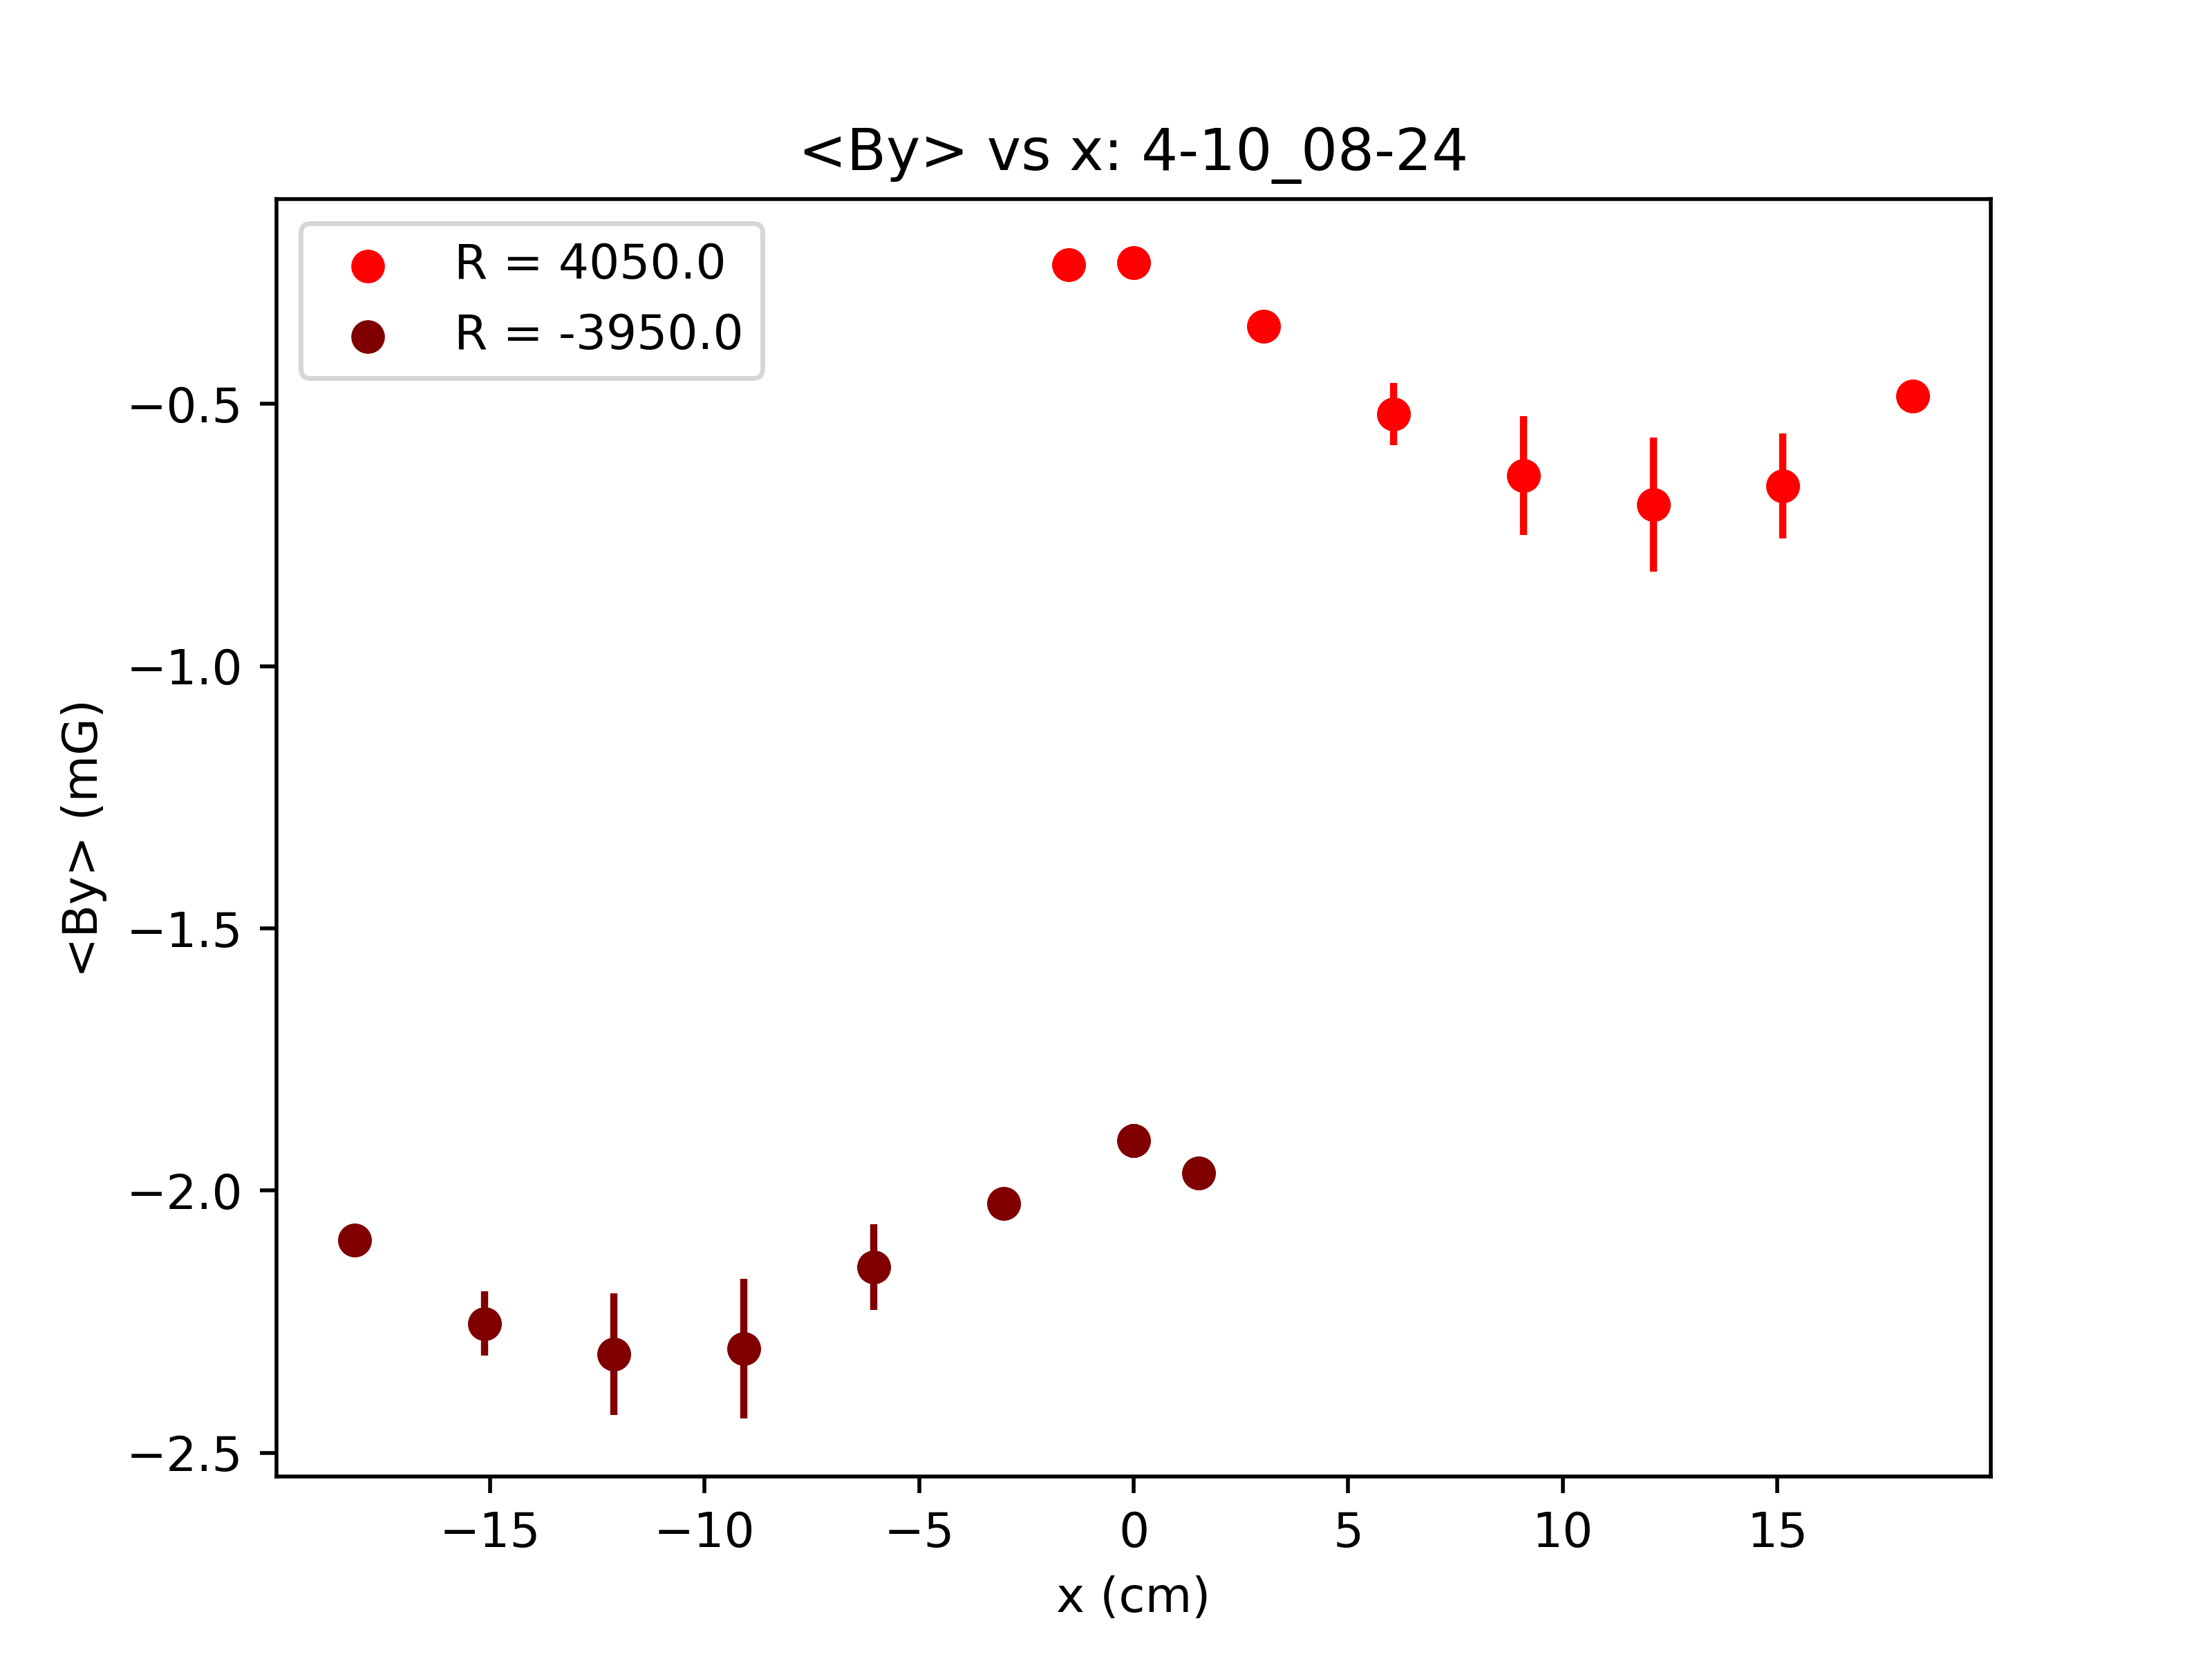 <By> vs x: 4-10_08-24
R = 4050.0
R = -3950.0
−0.5
−1.0
−1.5
−2.0
−2.5
<By> (mG)
−15 −10 −5 0 5 10 15
x (cm)